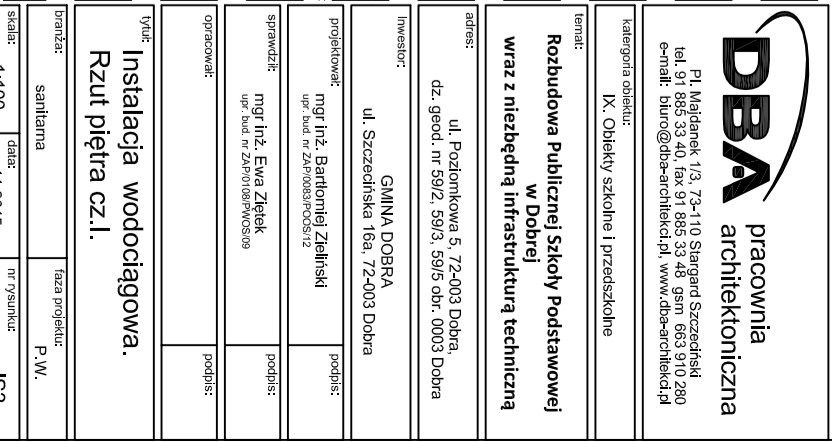 DBA pracownia
architektoniczna
Pl. Majdanek 1/3, 73-110 Stargard Szczeciński
tel. 91 885 33 40, fax 91 885 33 48 gsm 663 910 280
e-mail: biuro@dba-architekci.pl, www.dba-architekci.pl
katergoria obiektu:
IX. Obiekty szkolne i przedszkolne
temat:
Rozbudowa Publicznej Szkoły Podstawowej
w Dobrej
wraz z niezbędną infrastrukturą techniczną
adres:
ul. Poziomkowa 5, 72-003 Dobra,
dz. geod. nr 59/2, 59/3, 59/5 obr. 0003 Dobra
Inwestor:
GMINA DOBRA
ul. Szczecińska 16a, 72-003 Dobra
projektował:
mgr inż. Bartłomiej Zieliński
upr. bud. nr ZAP/0083/POOS/12
podpis:
sprawdził:
mgr inż. Ewa Ziętek
upr. bud. nr ZAP/0108/PWOS/09
podpis:
opracował:
podpis:
tytuł:
Instalacja wodociągowa.
Rzut piętra cz.I.
branża:
sanitarna
faza projektu:
P.W.
skala:
1:100
data:
nr rysunku: